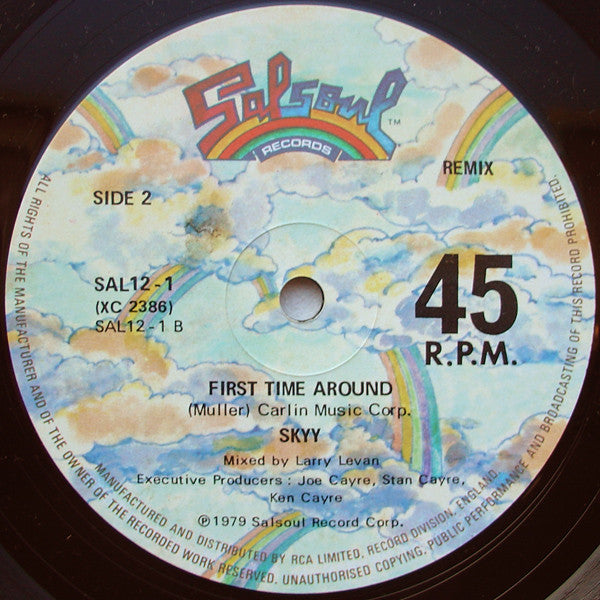 Salsoul ™
RECORDS
REMIX
SIDE 2
SAL12-1
(XC 2386)
SAL12-1 B
45
R.P.M.
FIRST TIME AROUND
(Muller) Carlin Music Corp.
SKYY
Mixed by Larry Levan
Executive Producers : Joe Cayre, Stan Cayre,
Ken Cayre
℗ 1979 Salsoul Record Corp.
MANUFACTURED AND DISTRIBUTED BY RCA LIMITED. RECORD DIVISION, ENGLAND.
ALL RIGHTS OF THE MANUFACTURER AND OF THE OWNER OF THE RECORDED WORK RESERVED. UNAUTHORISED COPYING, PUBLIC PERFORMANCE AND BROADCASTING OF THIS RECORD PROHIBITED.